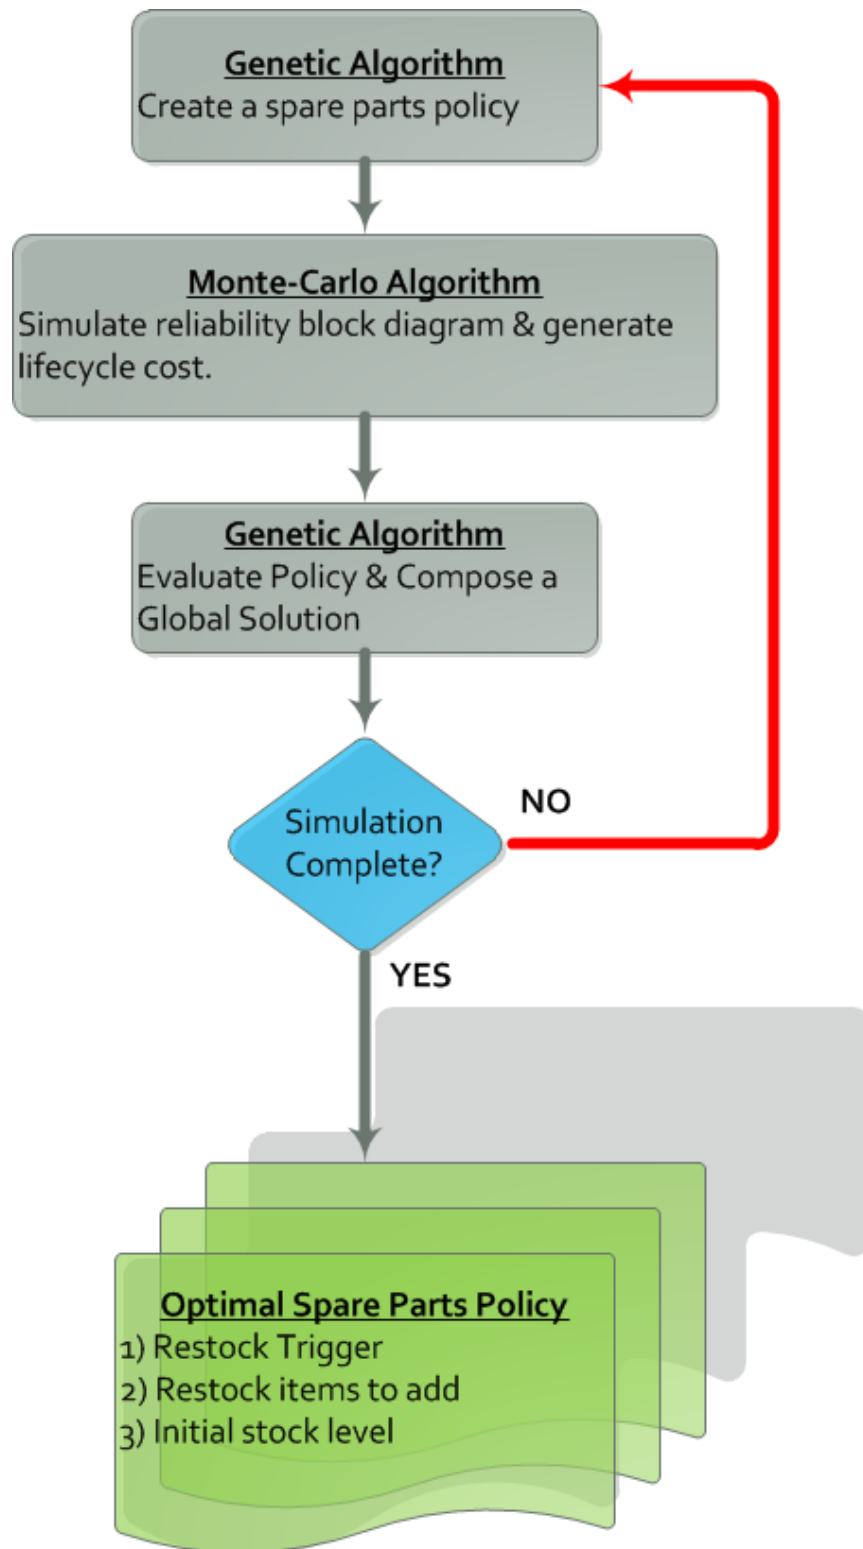 Genetic Algorithm
Create a spare parts policy
Monte-Carlo Algorithm
Simulate reliability block diagram & generate
lifecycle cost.
Genetic Algorithm
Evaluate Policy & Compose a
Global Solution
Simulation
Complete?
NO
YES
Optimal Spare Parts Policy
1) Restock Trigger
2) Restock items to add
3) Initial stock level